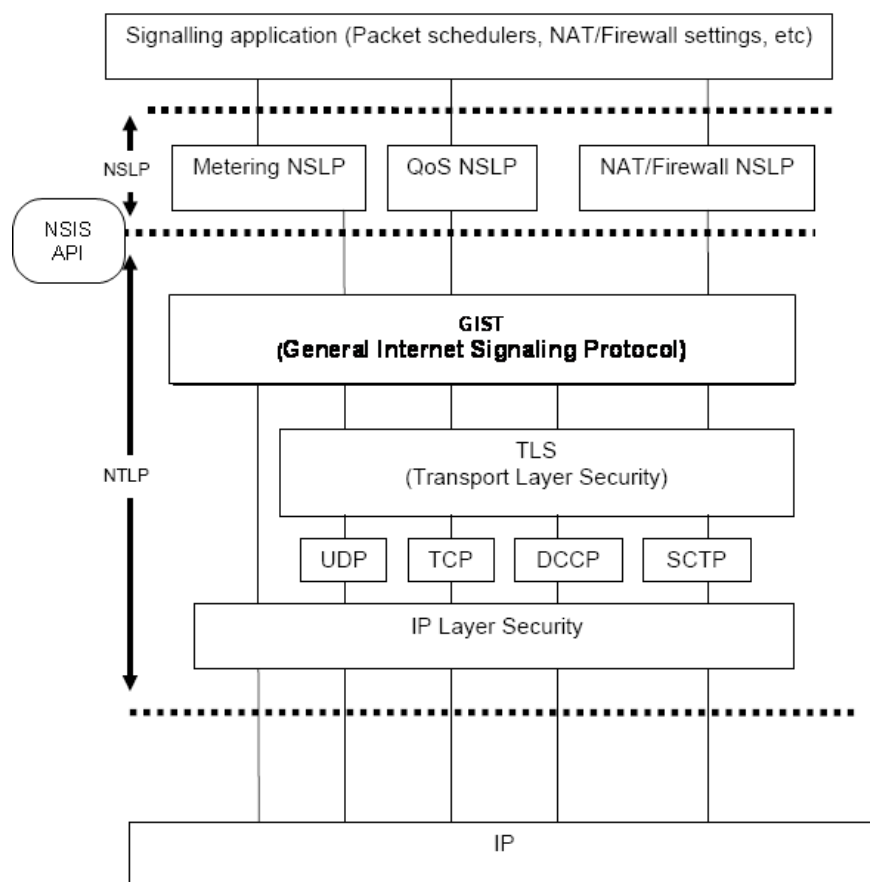 Signalling application (Packet schedulers, NAT/Firewall settings, etc)
NSLP
Metering NSLP
QoS NSLP
NAT/Firewall NSLP
NSIS
API
GIST
(General Internet Signaling Protocol)
TLS
(Transport Layer Security)
NTLP
UDP
TCP
DCCP
SCTP
IP Layer Security
IP